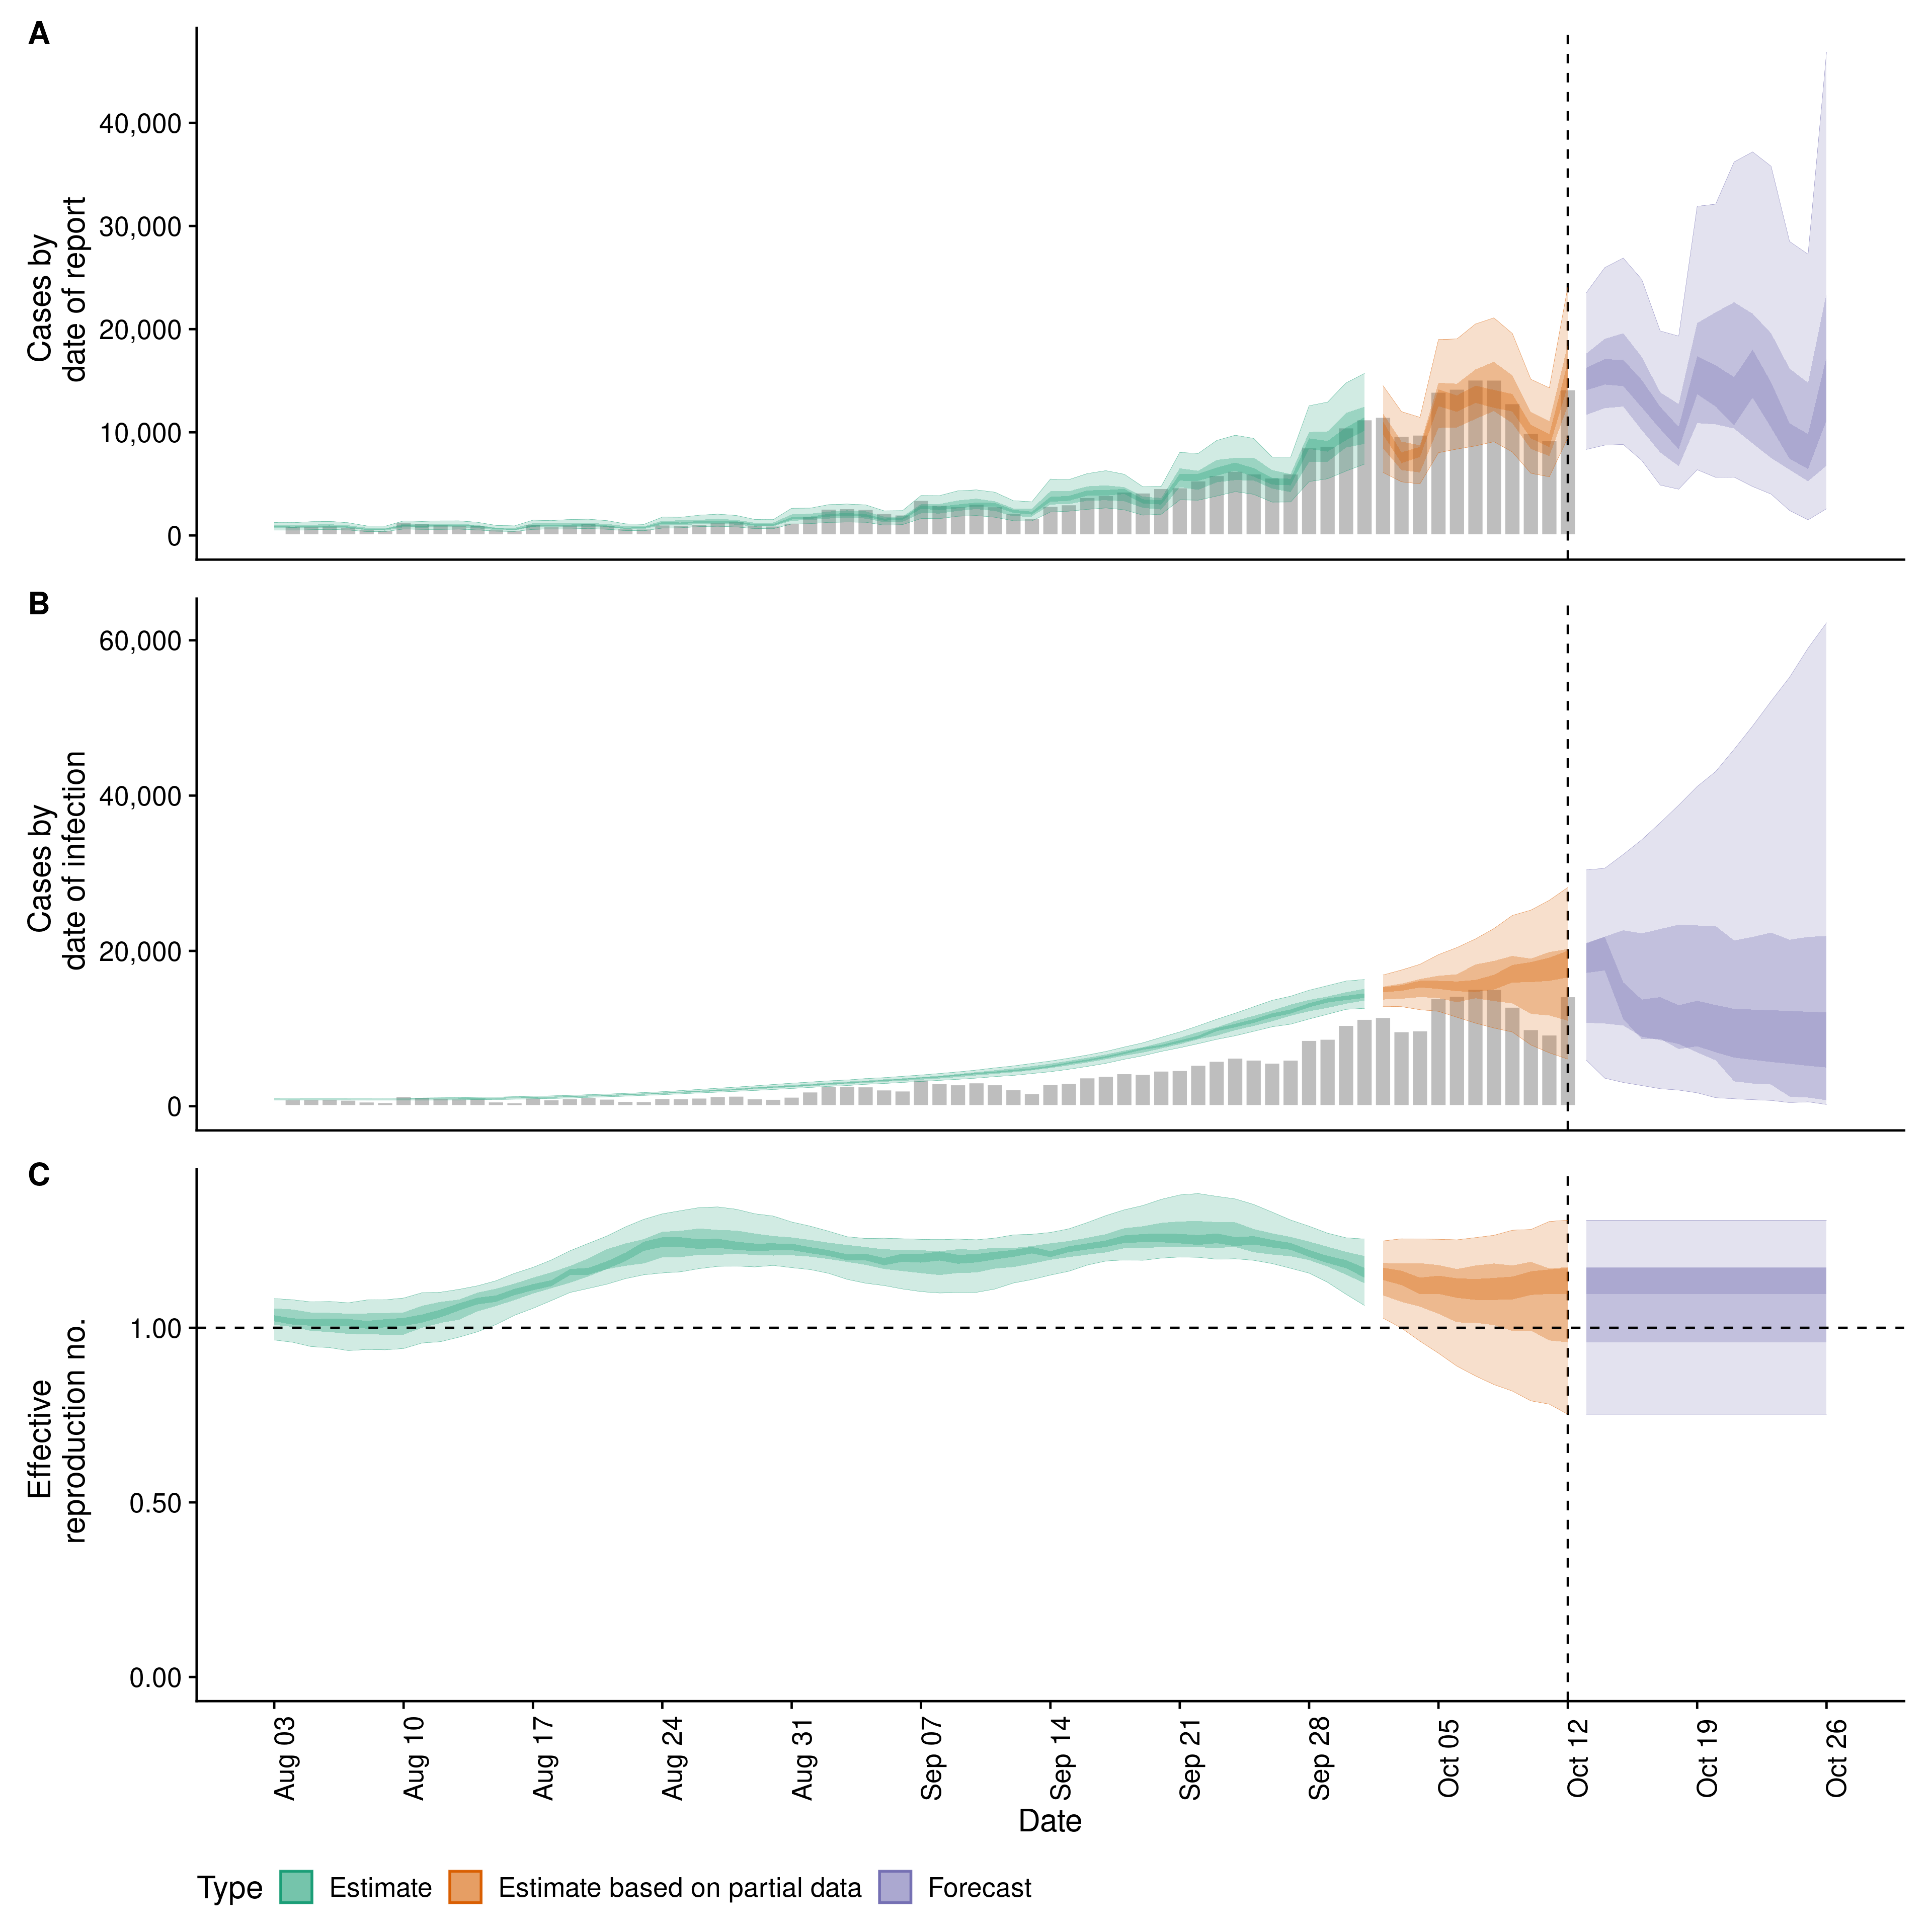 A
Cases by
date of report
40,000
30,000
20,000
10,000
0
B
Cases by
date of infection
60,000
40,000
20,000
0
C
Effective
reproduction no.
1.00
0.50
0.00
Aug 03
Aug 10
Aug 17
Aug 24
Aug 31
Sep 07
Sep 14
Sep 21
Sep 28
Oct 05
Oct 12
Oct 19
Oct 26
Date
Type Estimate Estimate based on partial data Forecast